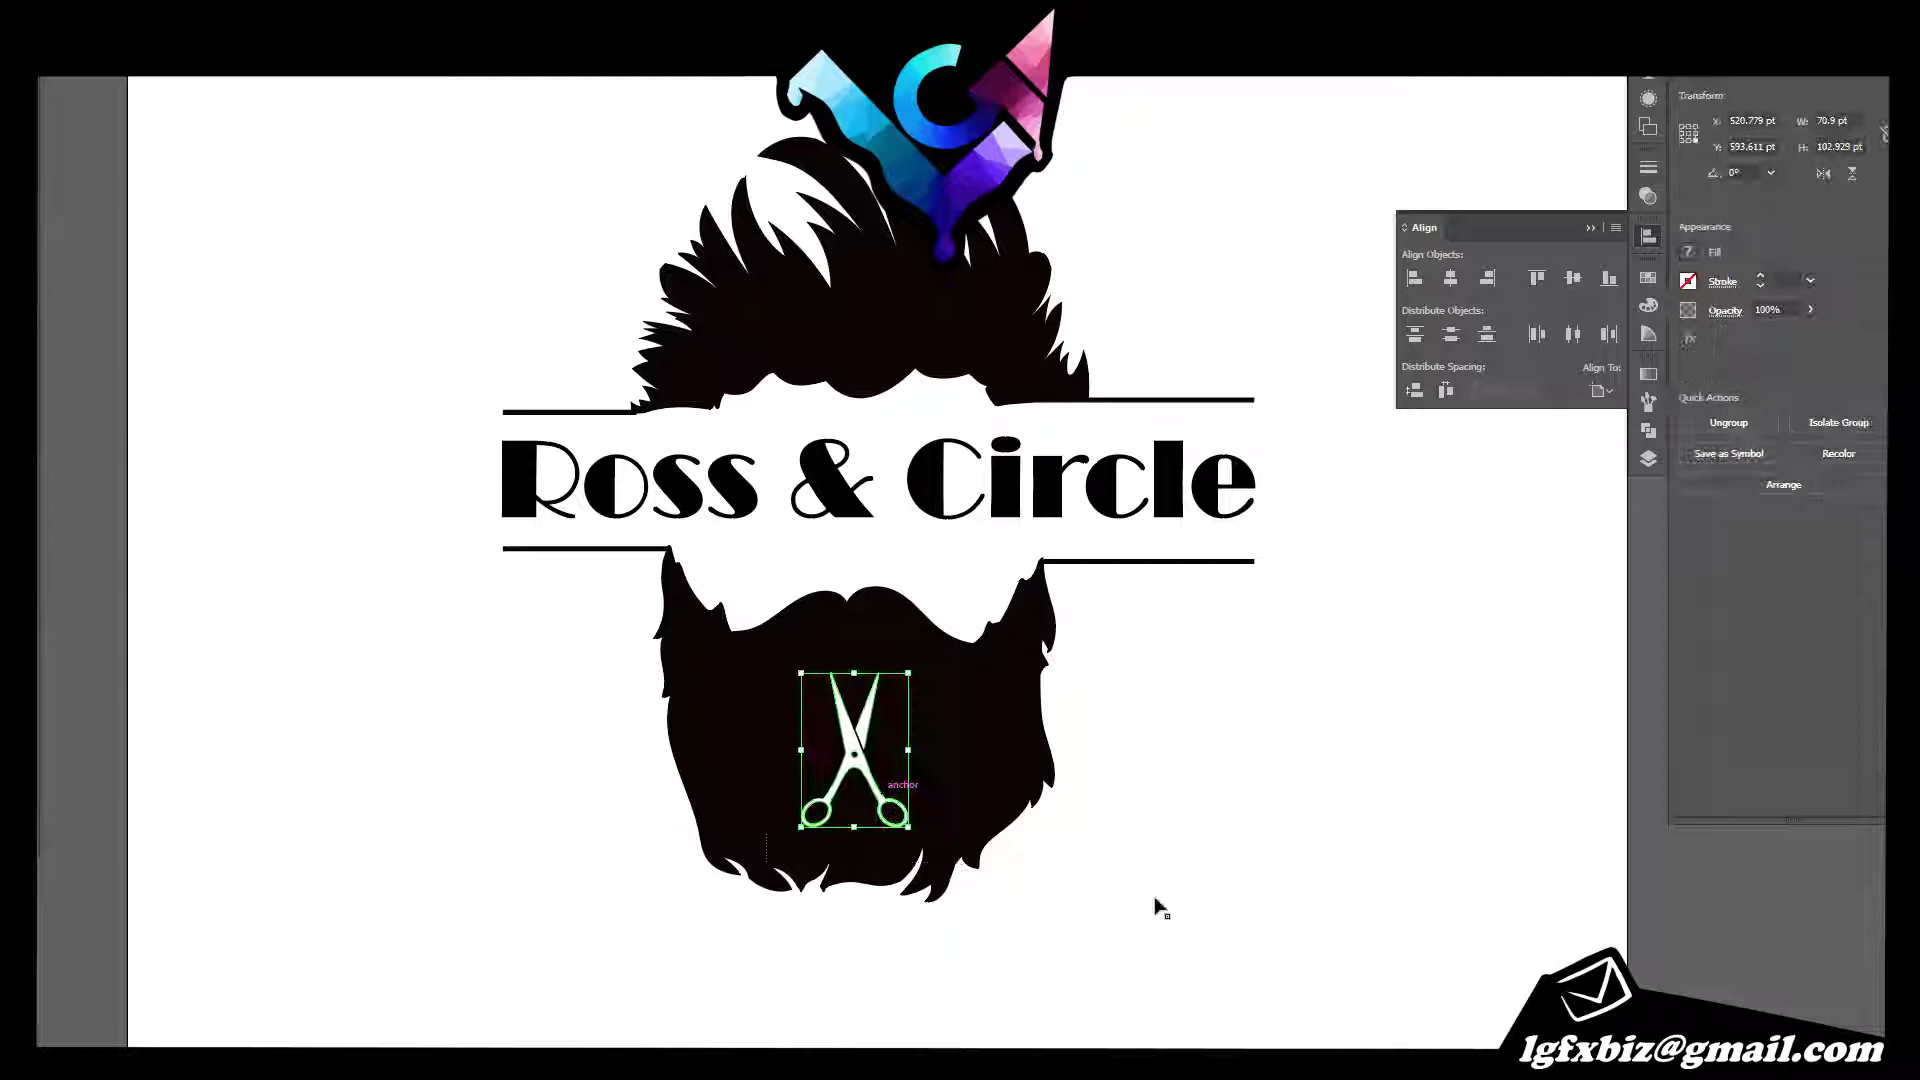 Transform:
X: 520.779 pt W: 70.9 pt
Y: 593.611 pt H: 102.929 pt
0°
Align
Appearance
Align Objects:
? Fill
Stroke
Distribute Objects:
Opacity 100%
fx
Distribute Spacing: Align To:
Quick Actions
Ungroup Isolate Group
Save as Symbol Recolor
Arrange
Ross & Circle
anchor
lgfxbiz@gmail.com